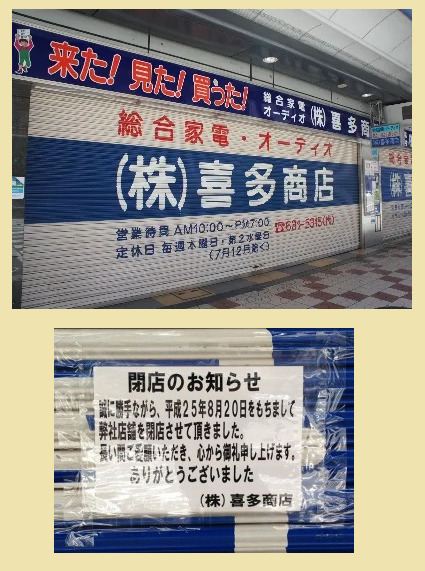 来た!見た!買うた!
総合家電
オーディオ
(株)喜多商
総合家電・オーディオ
(株)喜多商店
営業時間 AM10:00～PM7:00
☎631-5315(代)
定休日 毎週木曜日・第2水曜日
(7月12月除く)
閉店のお知らせ
誠に勝手ながら、平成25年8月20日をもちまして
弊社店舗を閉店させて頂きました。
長い間ご愛顧いただき、心から御礼申し上げます。
ありがとうございました
(株)喜多商店